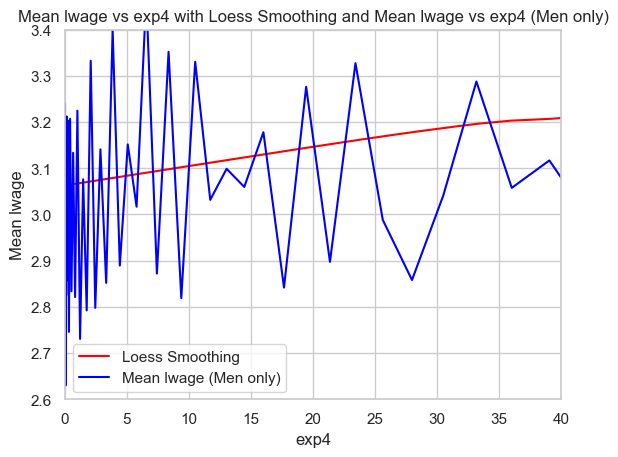 Mean lwage vs exp4 with Loess Smoothing and Mean lwage vs exp4 (Men only)
3.4
3.3
3.2
3.1
3.0
2.9
2.8
2.7
2.6
Mean lwage
Loess Smoothing
Mean lwage (Men only)
0 5 10 15 20 25 30 35 40
exp4